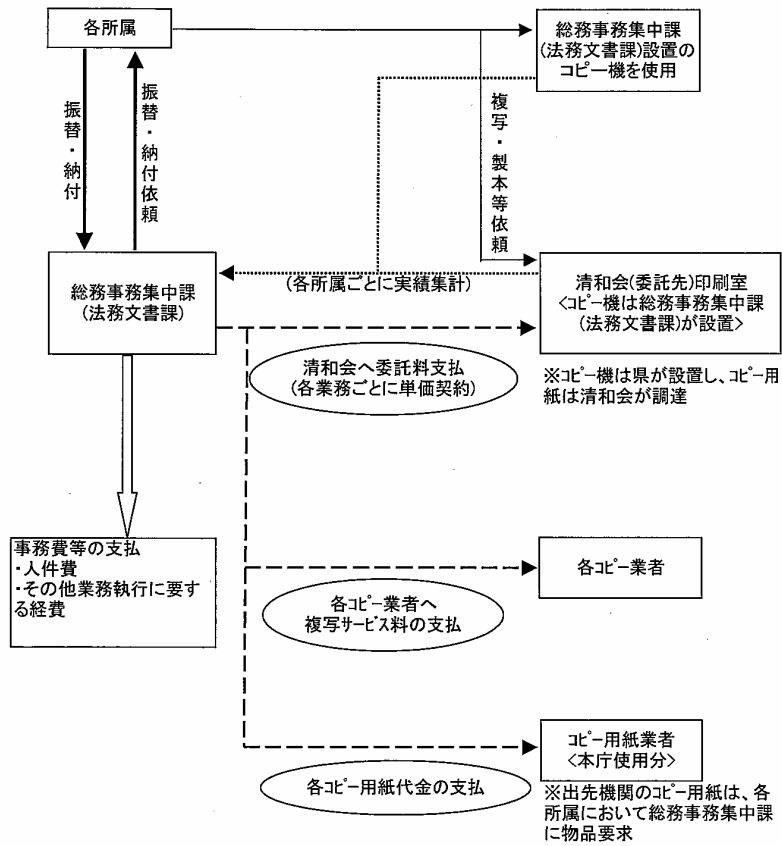 各所属
総務事務集中課
(法務文書課)設置の
コピー機を使用
振替・納付
振替・納付依頼
複写・製本等依頼
総務事務集中課
(法務文書課)
(各所属ごとに実績集計)
清和会(委託先)印刷室
<コピー機は総務事務集中課
(法務文書課)が設置>
清和会へ委託料支払
(各業務ごとに単価契約)
※コピー機は県が設置し、コピー用
紙は清和会が調達
事務費等の支払
・人件費
・その他業務執行に要す
る経費
各コピー業者
各コピー業者へ
複写サービス料の支払
コピー用紙業者
<本庁使用分>
各コピー用紙代金の支払
※出先機関のコピー用紙は、各
所属において総務事務集中課
に物品要求